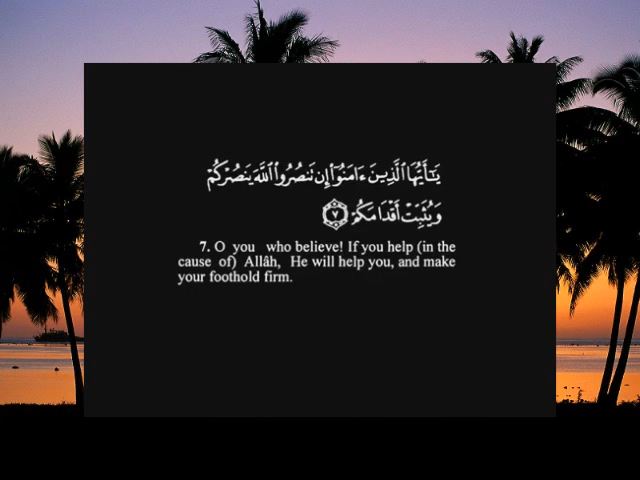 يَٰٓأَيُّهَا ٱلَّذِينَ ءَامَنُوٓا۟ إِن تَنصُرُوا۟ ٱللَّهَ يَنصُرْكُمْ
وَيُثَبِّتْ أَقْدَامَكُمْ ٧
7. O you who believe! If you help (in the
cause of) Allâh, He will help you, and make
your foothold firm.